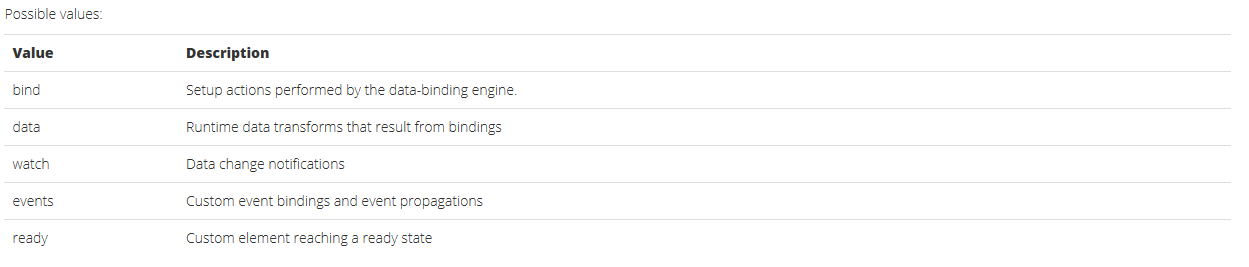 Possible values:
Value Description
bind Setup actions performed by the data-binding engine.
data Runtime data transforms that result from bindings
watch Data change notifications
events Custom event bindings and event propagations
ready Custom element reaching a ready state